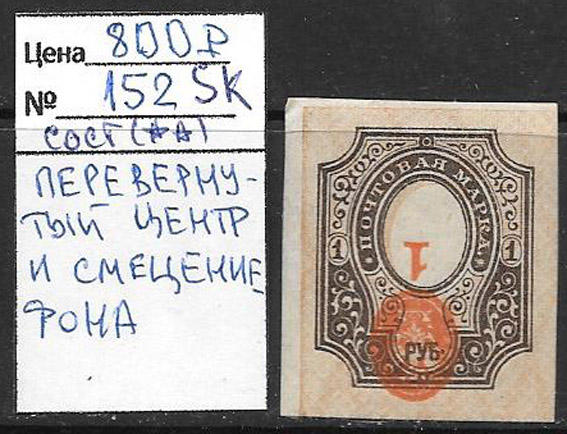 Цена 800₽
№ 152 SK
СОСТ(*А)
ПЕРЕВЕРНУ-
ТЫЙ ЦЕНТР
И СМЕЩЕНИЕ
ФОНА
ПОЧТОВАЯ МАРКА
1 1
1
РУБ.